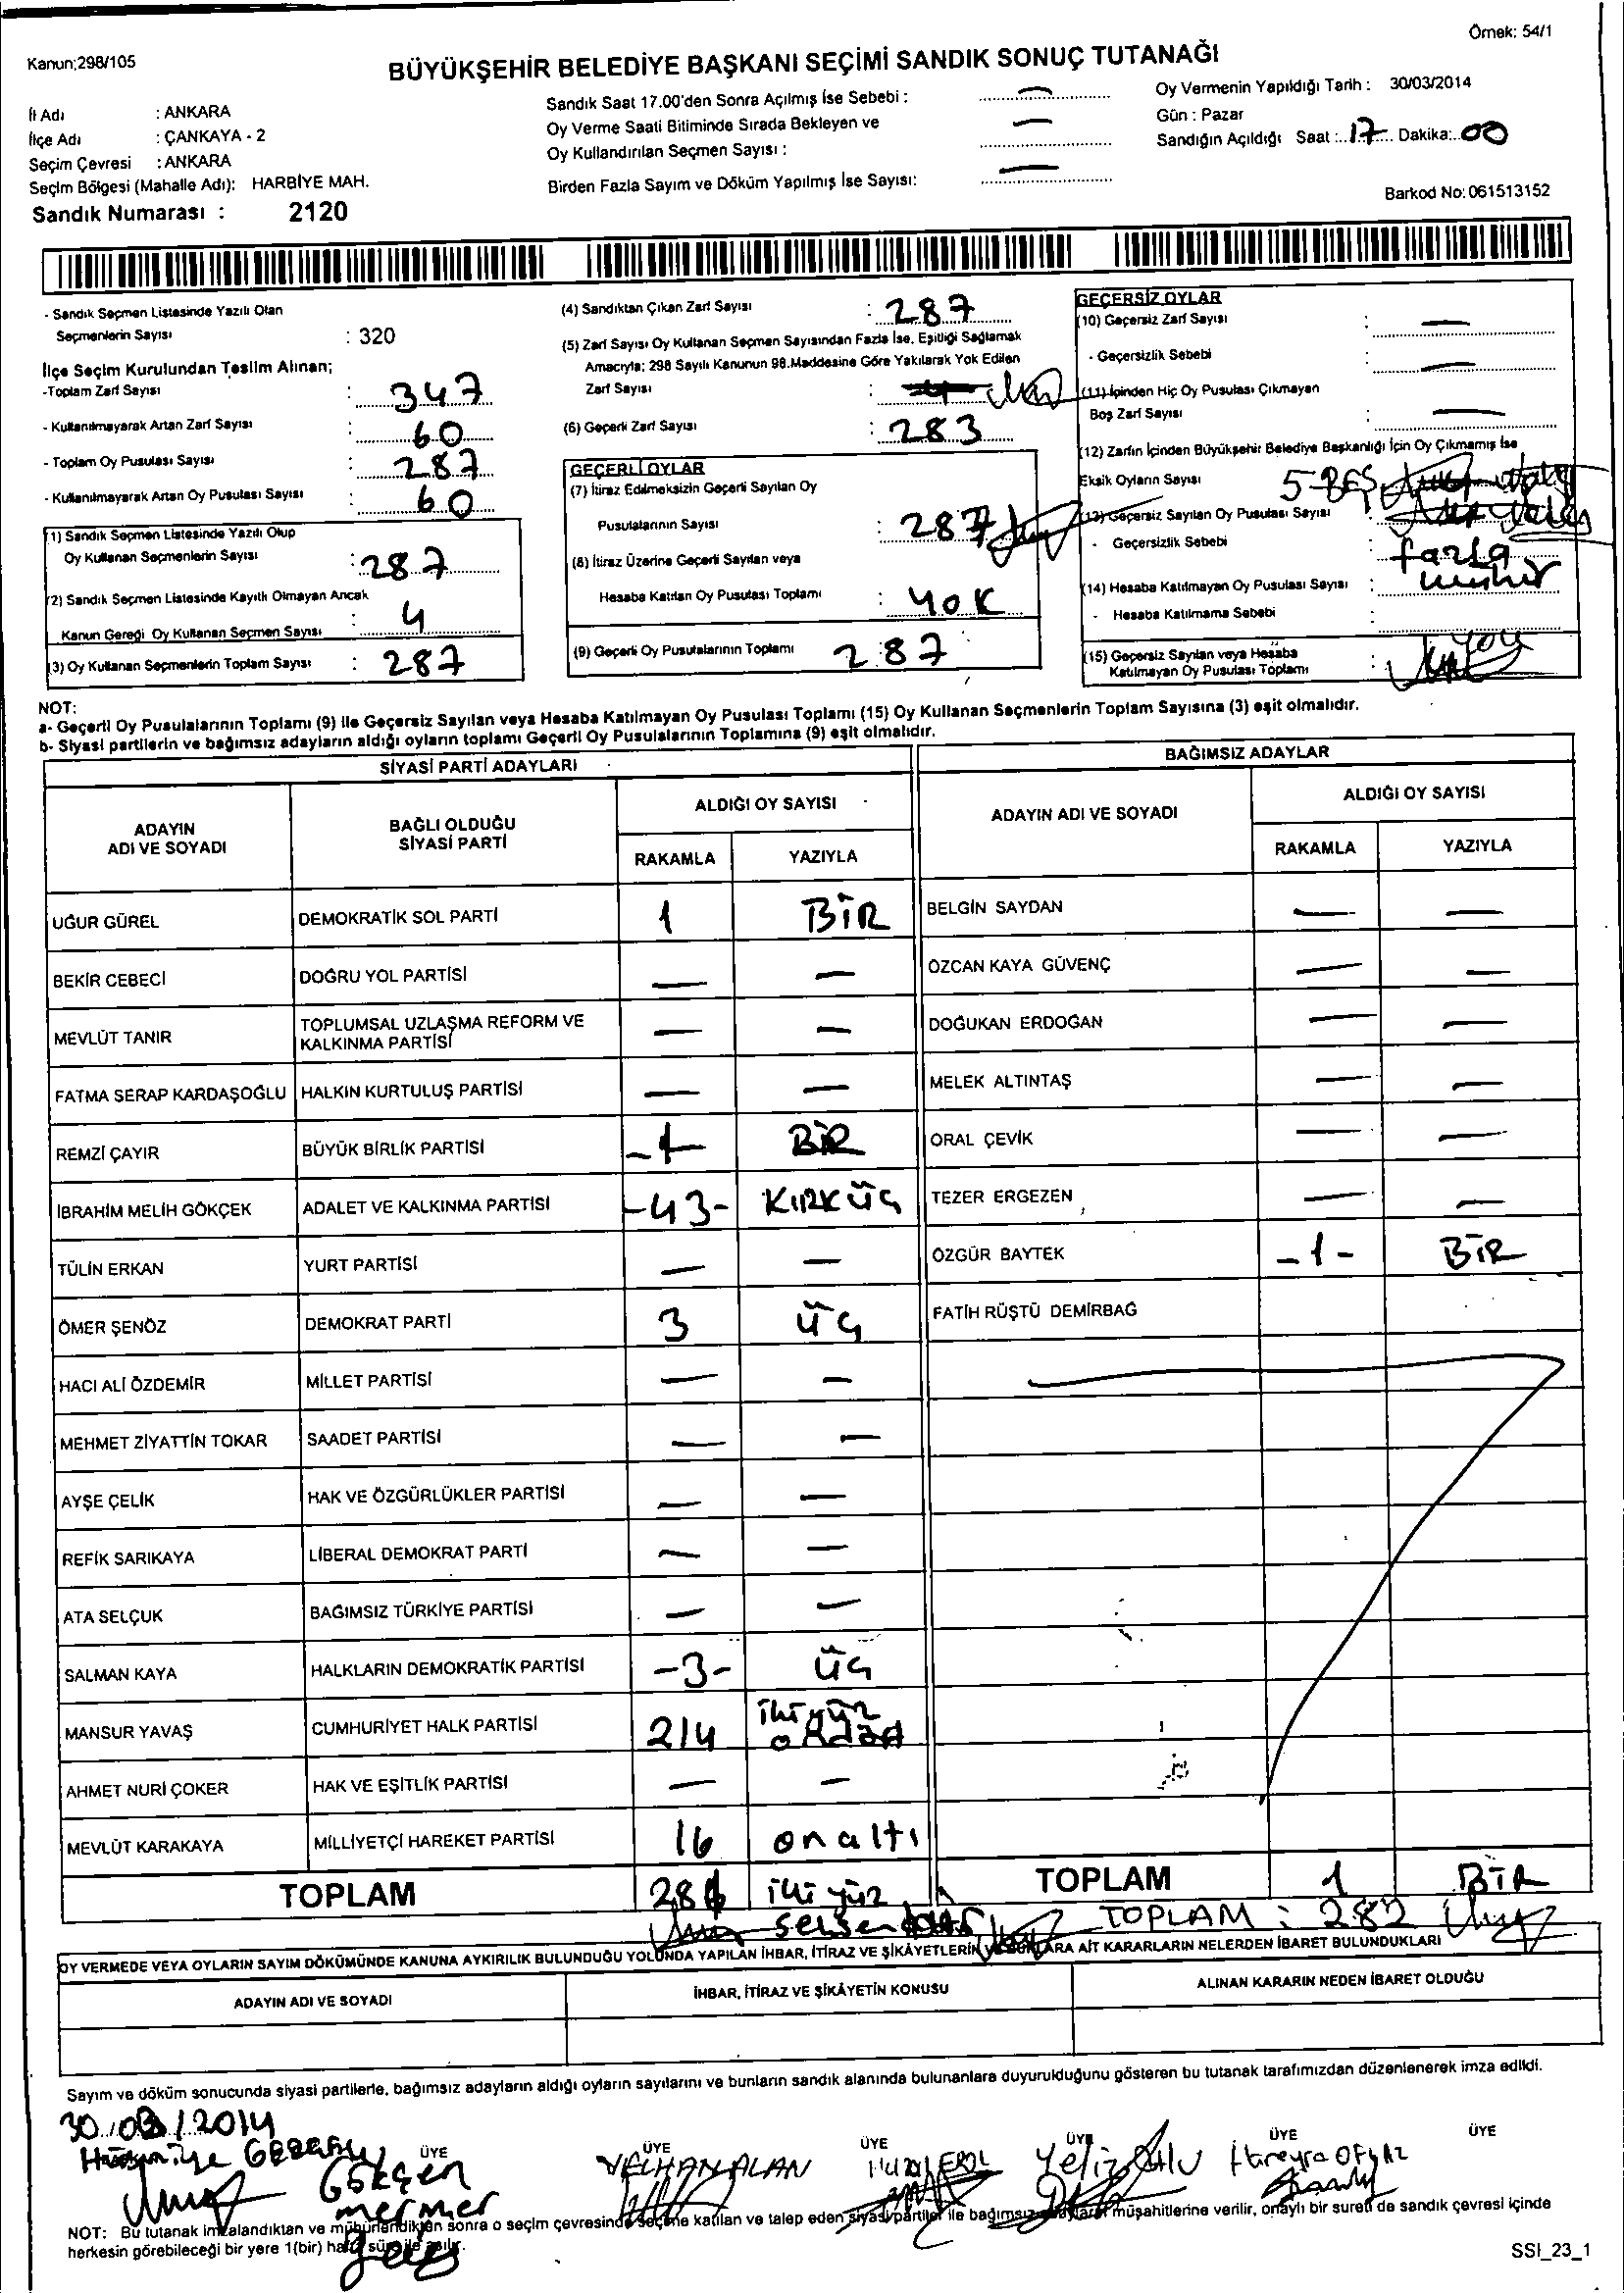 Örnek: 54/1
Kanun;298/105
BÜYÜKŞEHİR BELEDİYE BAŞKANI SEÇİMİ SANDIK SONUÇ TUTANAĞI
İl Adı : ANKARA
İlçe Adı : ÇANKAYA - 2
Seçim Çevresi : ANKARA
Seçim Bölgesi (Mahalle Adı): HARBİYE MAH.
Sandık Numarası : 2120
Sandık Saat 17.00'den Sonra Açılmış İse Sebebi : —
Oy Verme Saati Bitiminde Sırada Bekleyen ve
Oy Kullandırılan Seçmen Sayısı : —
Birden Fazla Sayım ve Döküm Yapılmış İse Sayısı: —
Oy Vermenin Yapıldığı Tarih : 30/03/2014
Gün : Pazar
Sandığın Açıldığı Saat :..17... Dakika:..00
Barkod No: 061513152
- Sandık Seçmen Listesinde Yazılı Olan
Seçmenlerin Sayısı : 320
İlçe Seçim Kurulundan Teslim Alınan;
-Toplam Zarf Sayısı : 347
- Kullanılmayarak Artan Zarf Sayısı : 60
- Toplam Oy Pusulası Sayısı : 287
- Kullanılmayarak Artan Oy Pusulası Sayısı : 60
(1) Sandık Seçmen Listesinde Yazılı Olup
Oy Kullanan Seçmenlerin Sayısı : 287
(2) Sandık Seçmen Listesinde Kayıtlı Olmayan Ancak
Kanun Gereği Oy Kullanan Seçmen Sayısı : 4
(3) Oy Kullanan Seçmenlerin Toplam Sayısı : 287
(4) Sandıktan Çıkan Zarf Sayısı : 287
(5) Zarf Sayısı Oy Kullanan Seçmen Sayısından Fazla İse, Eşitliği Sağlamak
Amacıyla; 298 Sayılı Kanunun 98.Maddesine Göre Yakılarak Yok Edilen
Zarf Sayısı :
(6) Geçerli Zarf Sayısı : 283
GEÇERLİ OYLAR
(7) İtiraz Edilmeksizin Geçerli Sayılan Oy
Pusulalarının Sayısı : 287
(8) İtiraz Üzerine Geçerli Sayılan veya
Hesaba Katılan Oy Pusulası Toplamı : YOK
(9) Geçerli Oy Pusulalarının Toplamı : 287
GEÇERSİZ OYLAR
(10) Geçersiz Zarf Sayısı : —
- Geçersizlik Sebebi : —
(11) İçinden Hiç Oy Pusulası Çıkmayan
Boş Zarf Sayısı : —
(12) Zarfın İçinden Büyükşehir Belediye Başkanlığı İçin Oy Çıkmamış İse
Eksik Oyların Sayısı 5-BEŞ
(13) Geçersiz Sayılan Oy Pusulası Sayısı :
- Geçersizlik Sebebi : fazla
mühür
(14) Hesaba Katılmayan Oy Pusulası Sayısı :
- Hesaba Katılmama Sebebi :
(15) Geçersiz Sayılan veya Hesaba
Katılmayan Oy Pusulası Toplamı :
NOT:
a- Geçerli Oy Pusulalarının Toplamı (9) ile Geçersiz Sayılan veya Hesaba Katılmayan Oy Pusulası Toplamı (15) Oy Kullanan Seçmenlerin Toplam Sayısına (3) eşit olmalıdır.
b- Siyasi partilerin ve bağımsız adayların aldığı oyların toplamı Geçerli Oy Pusulalarının Toplamına (9) eşit olmalıdır.
SİYASİ PARTİ ADAYLARI
ADAYIN ADI VE SOYADI BAĞLI OLDUĞU SİYASİ PARTİ ALDIĞI OY SAYISI
RAKAMLA YAZIYLA
UĞUR GÜREL DEMOKRATİK SOL PARTİ 1 BİR
BEKİR CEBECİ DOĞRU YOL PARTİSİ — —
MEVLÜT TANIR TOPLUMSAL UZLAŞMA REFORM VE KALKINMA PARTİSİ — —
FATMA SERAP KARDAŞOĞLU HALKIN KURTULUŞ PARTİSİ — —
REMZİ ÇAYIR BÜYÜK BİRLİK PARTİSİ -1- BİR
İBRAHİM MELİH GÖKÇEK ADALET VE KALKINMA PARTİSİ -43- KIRKÜÇ
TÜLİN ERKAN YURT PARTİSİ — —
ÖMER ŞENÖZ DEMOKRAT PARTİ 3 ÜÇ
HACI ALİ ÖZDEMİR MİLLET PARTİSİ — —
MEHMET ZİYATTİN TOKAR SAADET PARTİSİ — —
AYŞE ÇELİK HAK VE ÖZGÜRLÜKLER PARTİSİ — —
REFİK SARIKAYA LİBERAL DEMOKRAT PARTİ — —
ATA SELÇUK BAĞIMSIZ TÜRKİYE PARTİSİ — —
SALMAN KAYA HALKLARIN DEMOKRATİK PARTİSİ -3- ÜÇ
MANSUR YAVAŞ CUMHURİYET HALK PARTİSİ 214 ikiyüz
AHMET NURİ ÇOKER HAK VE EŞİTLİK PARTİSİ — —
MEVLÜT KARAKAYA MİLLİYETÇİ HAREKET PARTİSİ 16 onaltı
TOPLAM ikiyüz
BAĞIMSIZ ADAYLAR
ADAYIN ADI VE SOYADI ALDIĞI OY SAYISI
RAKAMLA YAZIYLA
BELGİN SAYDAN — —
ÖZCAN KAYA GÜVENÇ — —
DOĞUKAN ERDOĞAN — —
MELEK ALTINTAŞ — —
ORAL ÇEVİK — —
TEZER ERGEZEN — —
ÖZGÜR BAYTEK -1- BİR
FATİH RÜŞTÜ DEMİRBAĞ
TOPLAM 1 BİR
TOPLAM : 282
OY VERMEDE VEYA OYLARIN SAYIM DÖKÜMÜNDE KANUNA AYKIRILIK BULUNDUĞU YOLUNDA YAPILAN İHBAR, İTİRAZ VE ŞİKÂYETLERİN VE BUNLARA AİT KARARLARIN NELERDEN İBARET BULUNDUKLARI
ADAYIN ADI VE SOYADI İHBAR, İTİRAZ VE ŞİKÂYETİN KONUSU ALINAN KARARIN NEDEN İBARET OLDUĞU
Sayım ve döküm sonucunda siyasi partilerle, bağımsız adayların aldığı oyların sayılarını ve bunların sandık alanında bulunanlara duyurulduğunu gösteren bu tutanak tarafımızdan düzenlenerek imza edildi.
30/03/2014
ÜYE ÜYE ÜYE ÜYE ÜYE ÜYE
Gökçen mermer
VELİHAN ALAN
EROL
Yeliz
NOT: Bu tutanak imzalandıktan ve mühürlendikten sonra o seçim çevresinde seçime katılan ve talep eden siyasi partiler ile bağımsız adayların müşahitlerine verilir, onaylı bir sureti de sandık çevresi içinde
herkesin görebileceği bir yere 1(bir) hafta süre ile asılır.
SSI_23_1